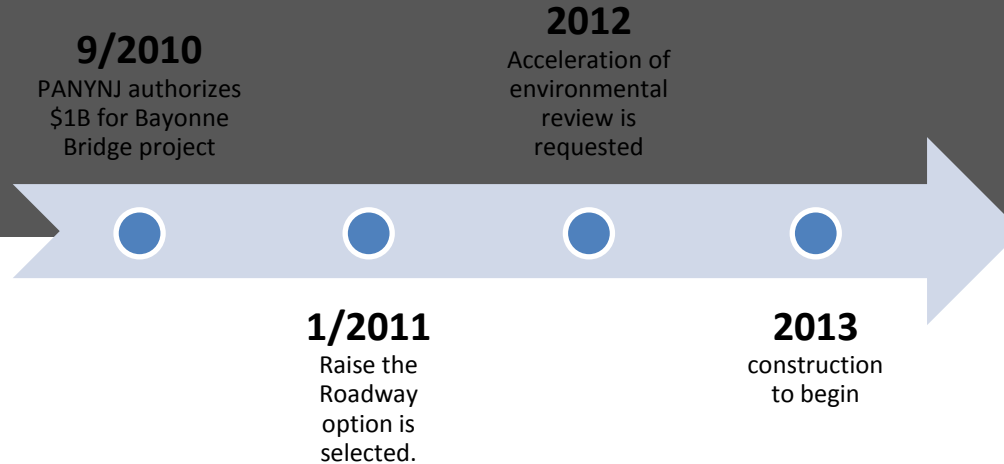 9/2010
PANYNJ authorizes
$1B for Bayonne
Bridge project
1/2011
Raise the
Roadway
option is
selected.
2012
Acceleration of
environmental
review is
requested
2013
construction
to begin